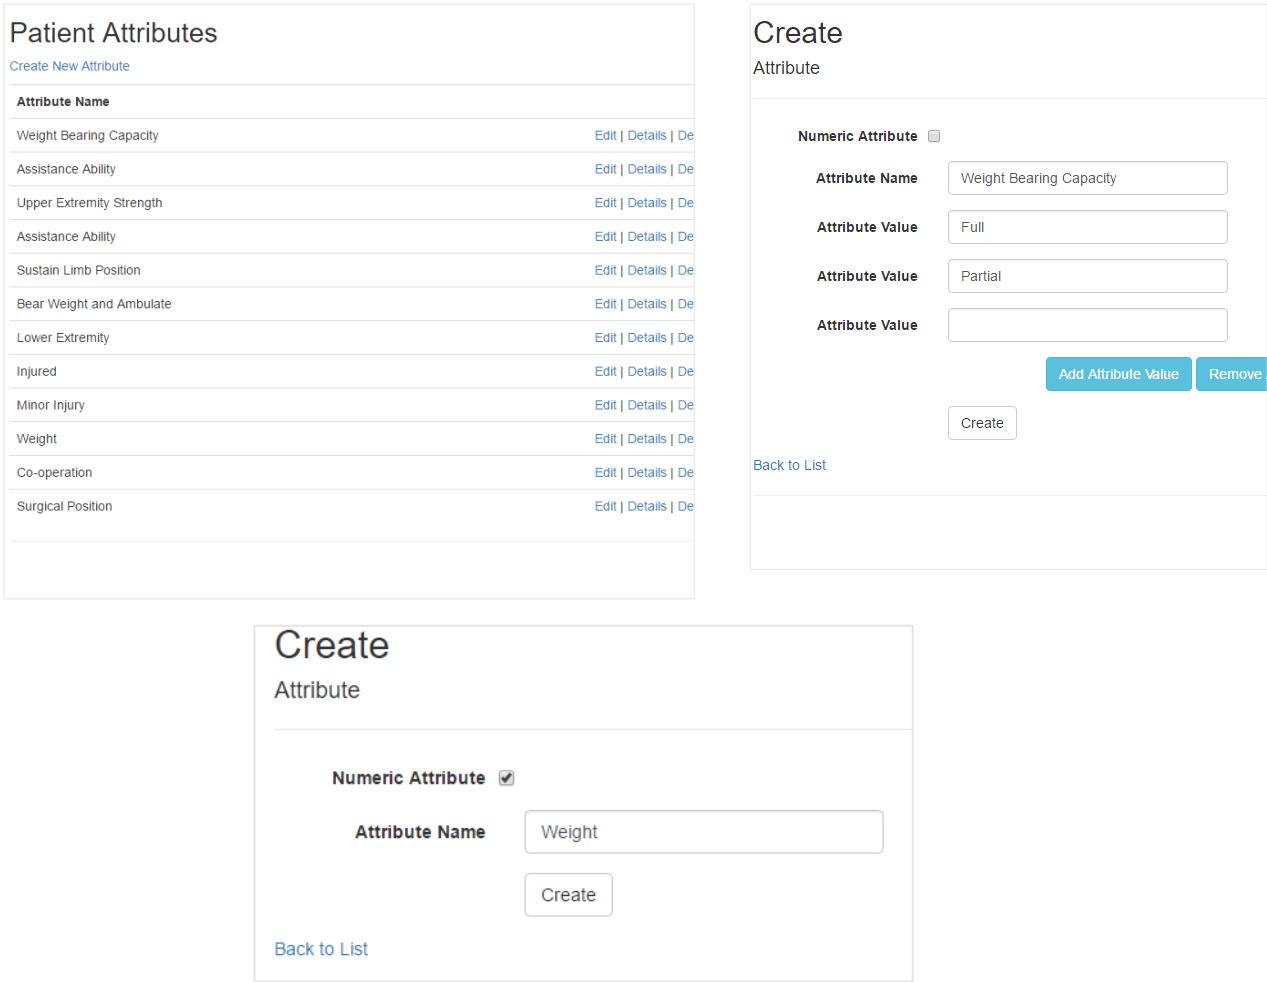 Patient Attributes
Create New Attribute
Attribute Name
Weight Bearing Capacity Edit | Details | De
Assistance Ability Edit | Details | De
Upper Extremity Strength Edit | Details | De
Assistance Ability Edit | Details | De
Sustain Limb Position Edit | Details | De
Bear Weight and Ambulate Edit | Details | De
Lower Extremity Edit | Details | De
Injured Edit | Details | De
Minor Injury Edit | Details | De
Weight Edit | Details | De
Co-operation Edit | Details | De
Surgical Position Edit | Details | De
Create
Attribute
Numeric Attribute
Attribute Name Weight Bearing Capacity
Attribute Value Full
Attribute Value Partial
Attribute Value
Add Attribute Value Remove
Create
Back to List
Create
Attribute
Numeric Attribute
Attribute Name Weight
Create
Back to List